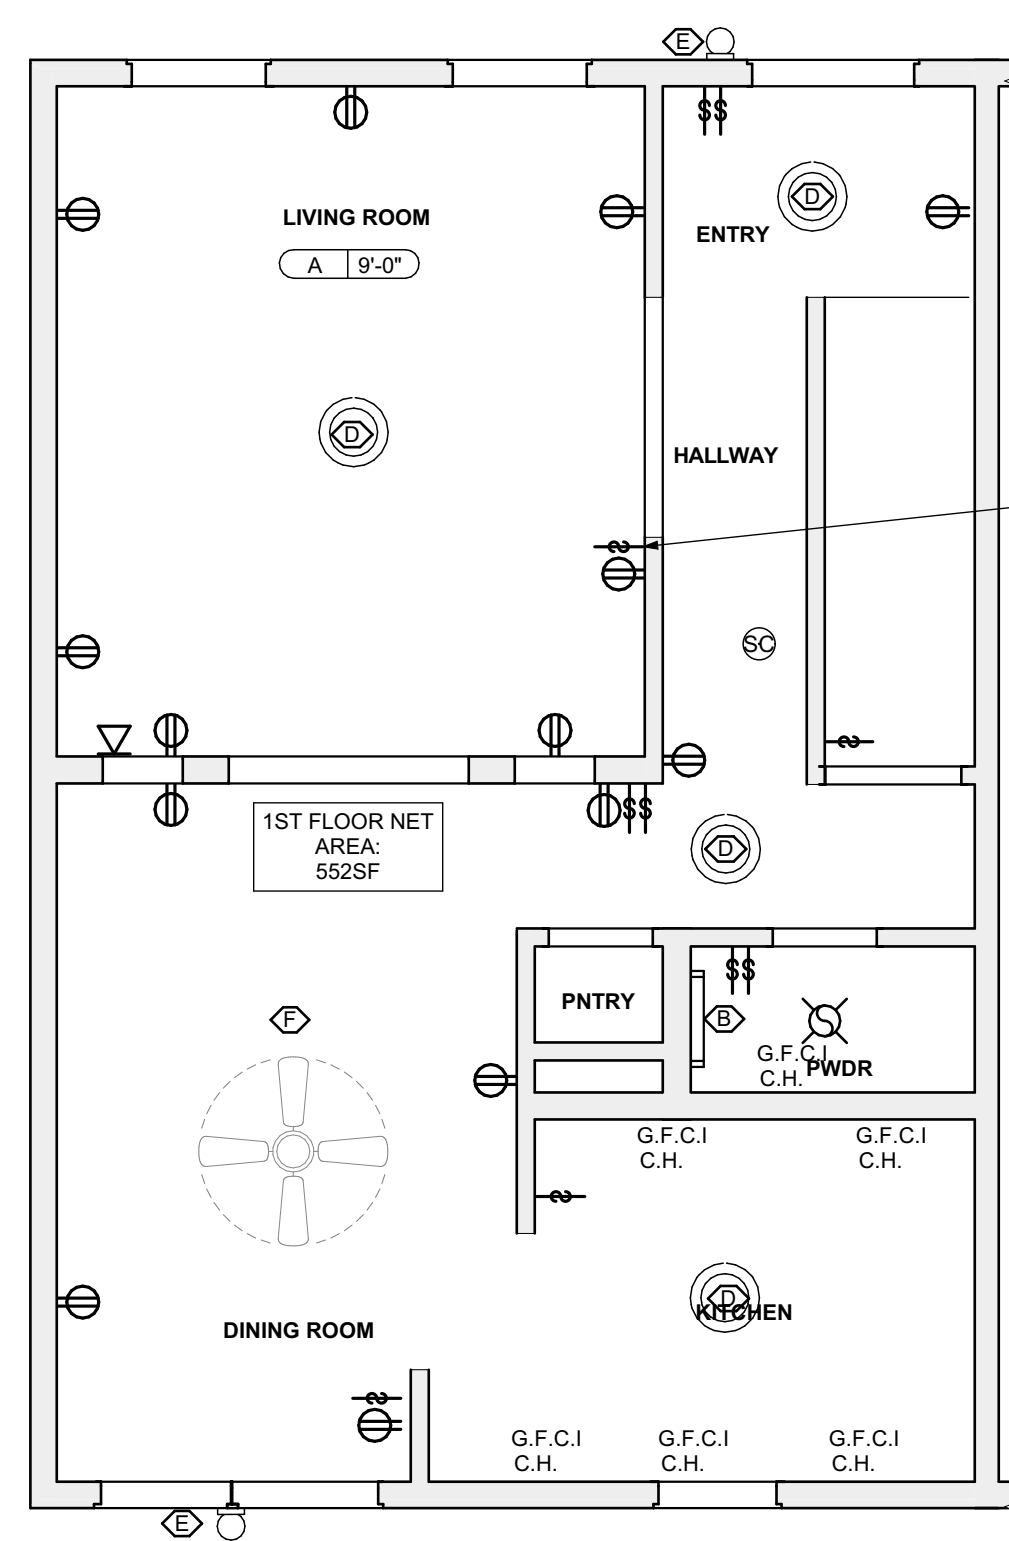 E
$$
D
LIVING ROOM
ENTRY
A 9'-0"
D
HALLWAY
$
SC
$
$$
1ST FLOOR NET
AREA:
552SF
D
$$
PNTRY
F
B
G.F.C.I
C.H.
PWDR
G.F.C.I
C.H.
G.F.C.I
C.H.
$
D
KITCHEN
DINING ROOM
$
G.F.C.I
C.H.
G.F.C.I
C.H.
G.F.C.I
C.H.
E